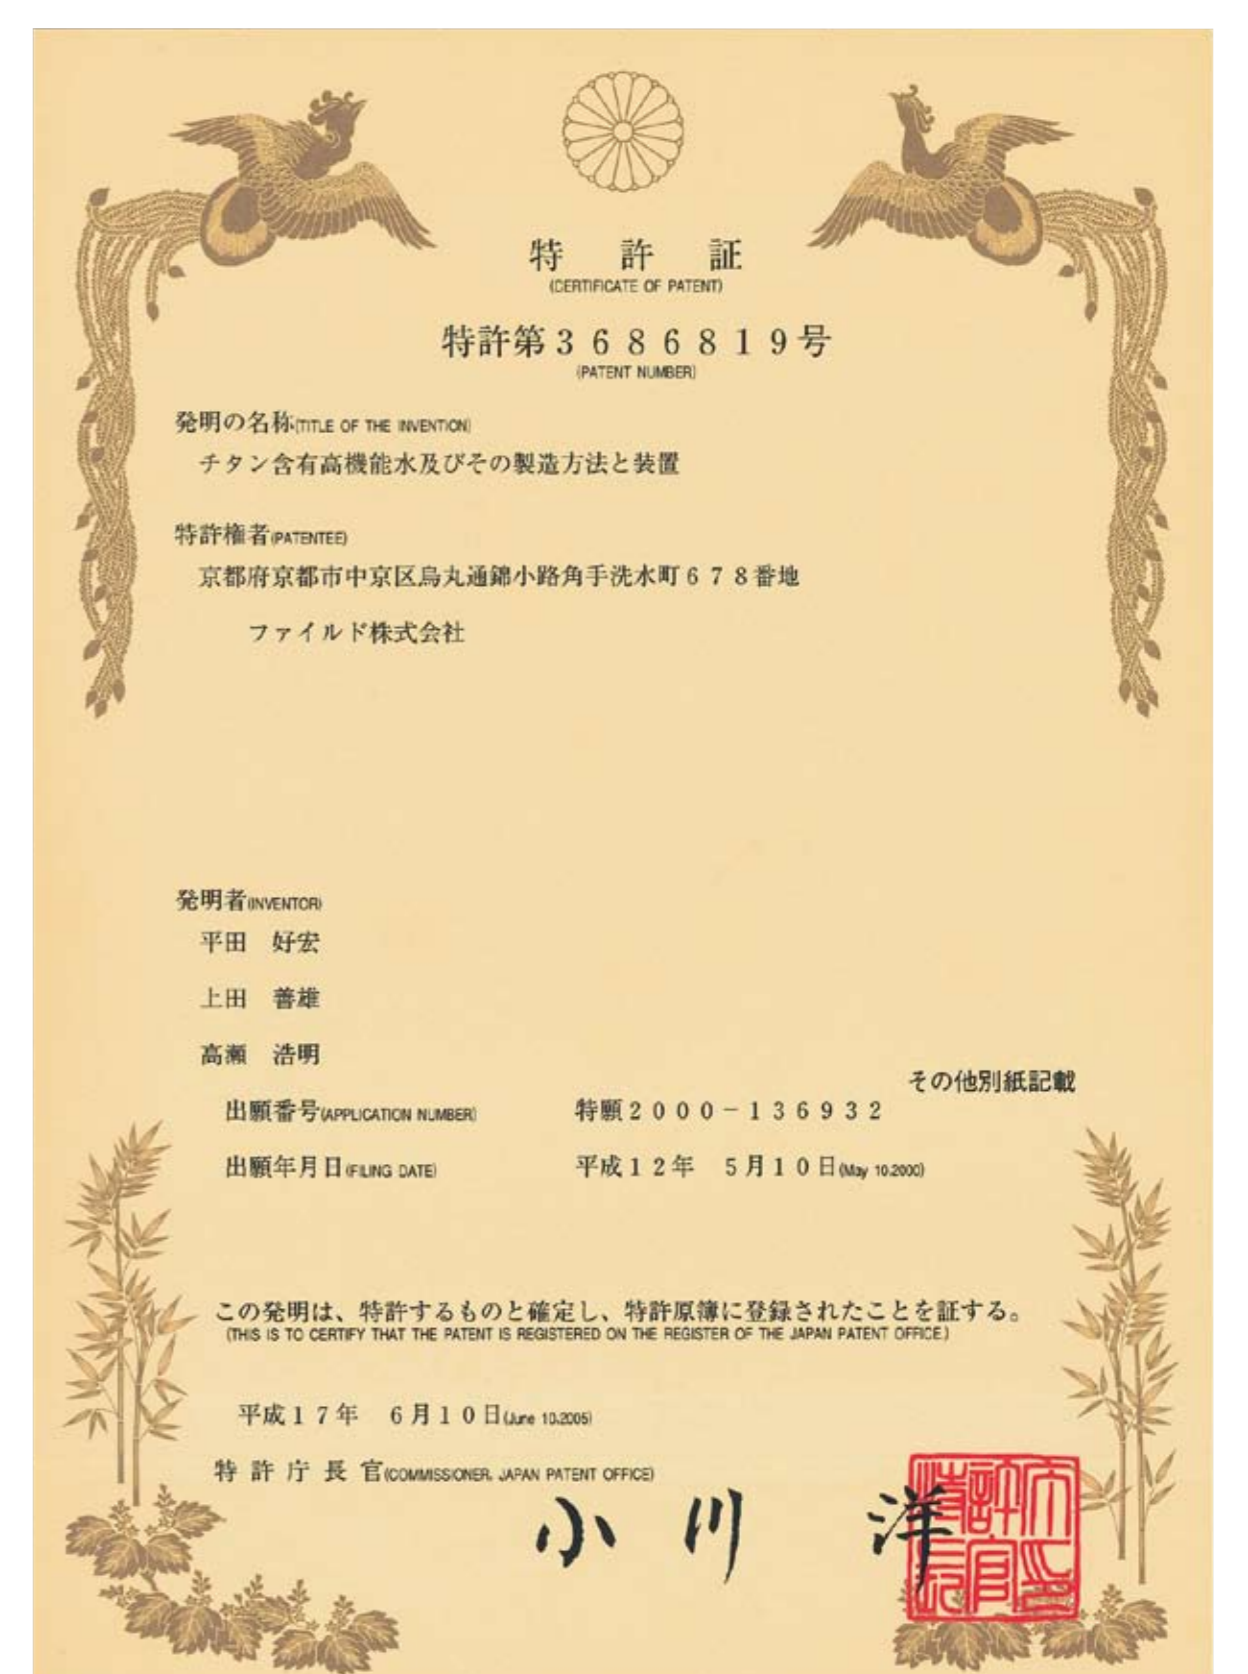 特 許 証
(CERTIFICATE OF PATENT)
特許第3686819号
(PATENT NUMBER)
発明の名称(TITLE OF THE INVENTION)
チタン含有高機能水及びその製造方法と装置
特許権者(PATENTEE)
京都府京都市中京区烏丸通錦小路角手洗水町678番地
ファイルド株式会社
発明者(INVENTOR)
平田 好宏
上田 善雄
高瀬 浩明
その他別紙記載
出願番号(APPLICATION NUMBER) 特願2000-136932
出願年月日(FILING DATE) 平成12年 5月10日(May 10.2000)
この発明は、特許するものと確定し、特許原簿に登録されたことを証する。
(THIS IS TO CERTIFY THAT THE PATENT IS REGISTERED ON THE REGISTER OF THE JAPAN PATENT OFFICE.)
平成17年 6月10日(June 10.2005)
特 許 庁 長 官(COMMISSIONER, JAPAN PATENT OFFICE)
小 川 洋